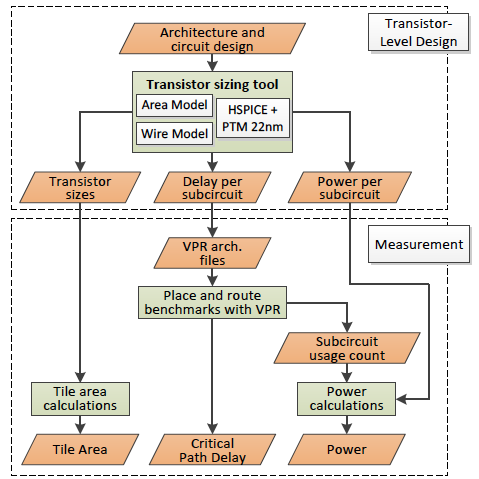 Transistor-
Level Design
Architecture and
circuit design
Transistor sizing tool
Area Model
Wire Model
HSPICE +
PTM 22nm
Transistor
sizes
Delay per
subcircuit
Power per
subcircuit
Measurement
VPR arch.
files
Place and route
benchmarks with VPR
Subcircuit
usage count
Tile area
calculations
Power
calculations
Tile Area
Critical
Path Delay
Power